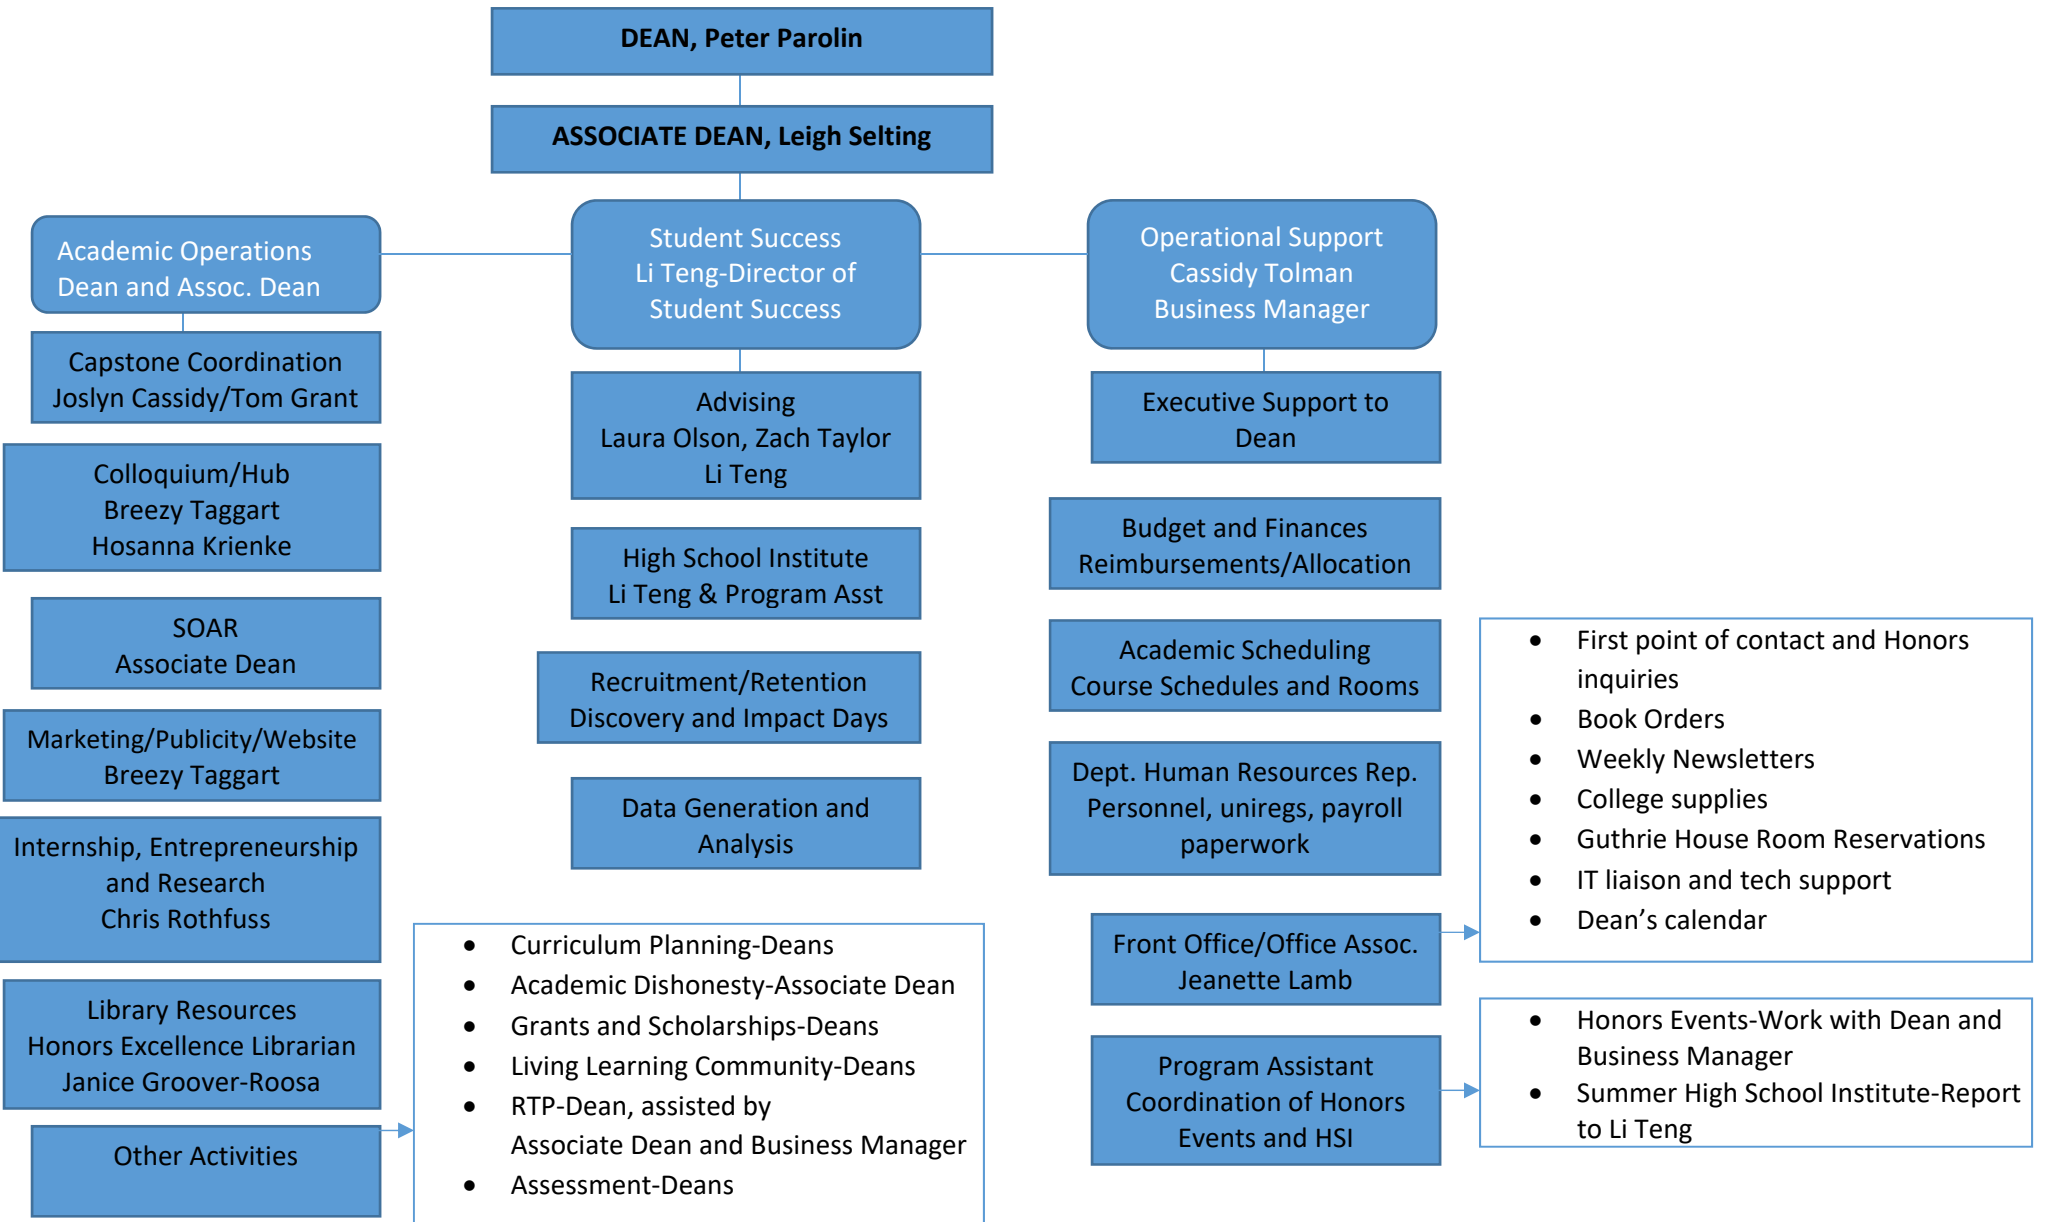 DEAN, Peter Parolin
ASSOCIATE DEAN, Leigh Selting
Academic Operations
Dean and Assoc. Dean
Capstone Coordination
Joslyn Cassidy/Tom Grant
Colloquium/Hub
Breezy Taggart
Hosanna Krienke
SOAR
Associate Dean
Marketing/Publicity/Website
Breezy Taggart
Internship, Entrepreneurship
and Research
Chris Rothfuss
Library Resources
Honors Excellence Librarian
Janice Groover-Roosa
Other Activities
• Curriculum Planning-Deans
• Academic Dishonesty-Associate Dean
• Grants and Scholarships-Deans
• Living Learning Community-Deans
• RTP-Dean, assisted by
Associate Dean and Business Manager
• Assessment-Deans
Student Success
Li Teng-Director of
Student Success
Advising
Laura Olson, Zach Taylor
Li Teng
High School Institute
Li Teng & Program Asst
Recruitment/Retention
Discovery and Impact Days
Data Generation and
Analysis
Operational Support
Cassidy Tolman
Business Manager
Executive Support to
Dean
Budget and Finances
Reimbursements/Allocation
Academic Scheduling
Course Schedules and Rooms
Dept. Human Resources Rep.
Personnel, uniregs, payroll
paperwork
Front Office/Office Assoc.
Jeanette Lamb
• First point of contact and Honors
inquiries
• Book Orders
• Weekly Newsletters
• College supplies
• Guthrie House Room Reservations
• IT liaison and tech support
• Dean’s calendar
Program Assistant
Coordination of Honors
Events and HSI
• Honors Events-Work with Dean and
Business Manager
• Summer High School Institute-Report
to Li Teng